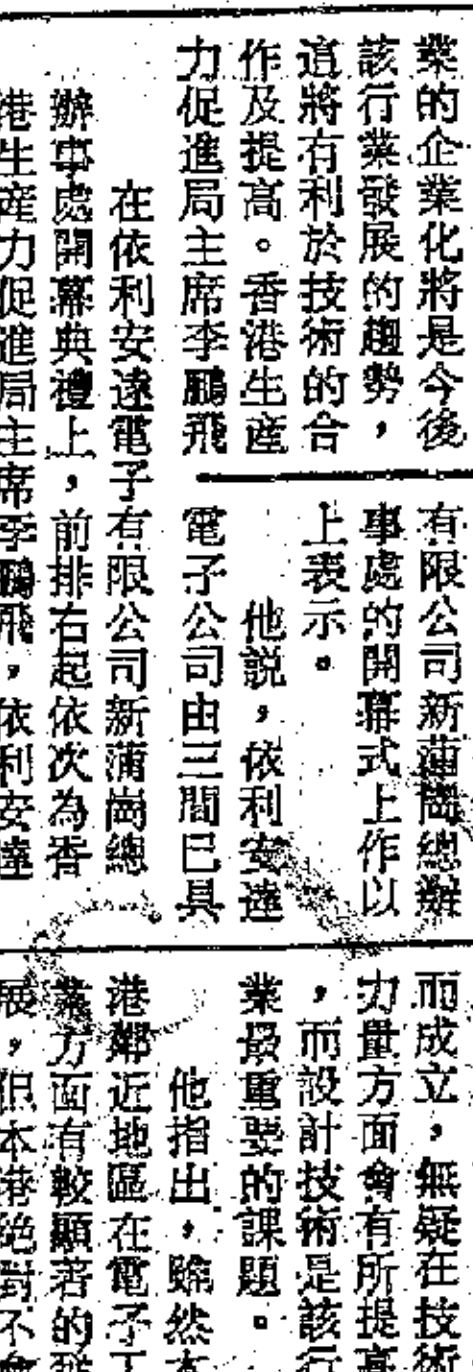 業的企業化將是今後
該行業發展的趨勢，
這將有利於技術的合
作及提高。香港生產
力促進局主席李鵬飛
有限公司新蒲崗總辦
事處的開幕式上作以
上表示。
他説，依利安達
電子公司由三間已具
在依利安達電子有限公司新蒲崗總
辦事處開幕典禮上，前排右起依次為香
港生產力促進局主席李鵬飛，依利安達
而成立，無疑在技術
力量方面會有所提高
，而設計技術是該行
業最重要的課題。
他指出，雖然本
港鄰近地區在電子工
業方面有較顯著的發
展，但本港絕對不會